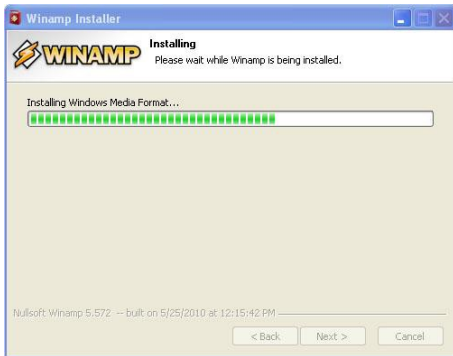 Winamp Installer
WINAMP
Installing
Please wait while Winamp is being installed.
Installing Windows Media Format...
Nullsoft Winamp 5.572 -- built on 5/25/2010 at 12:15:42 PM
< Back
Next >
Cancel